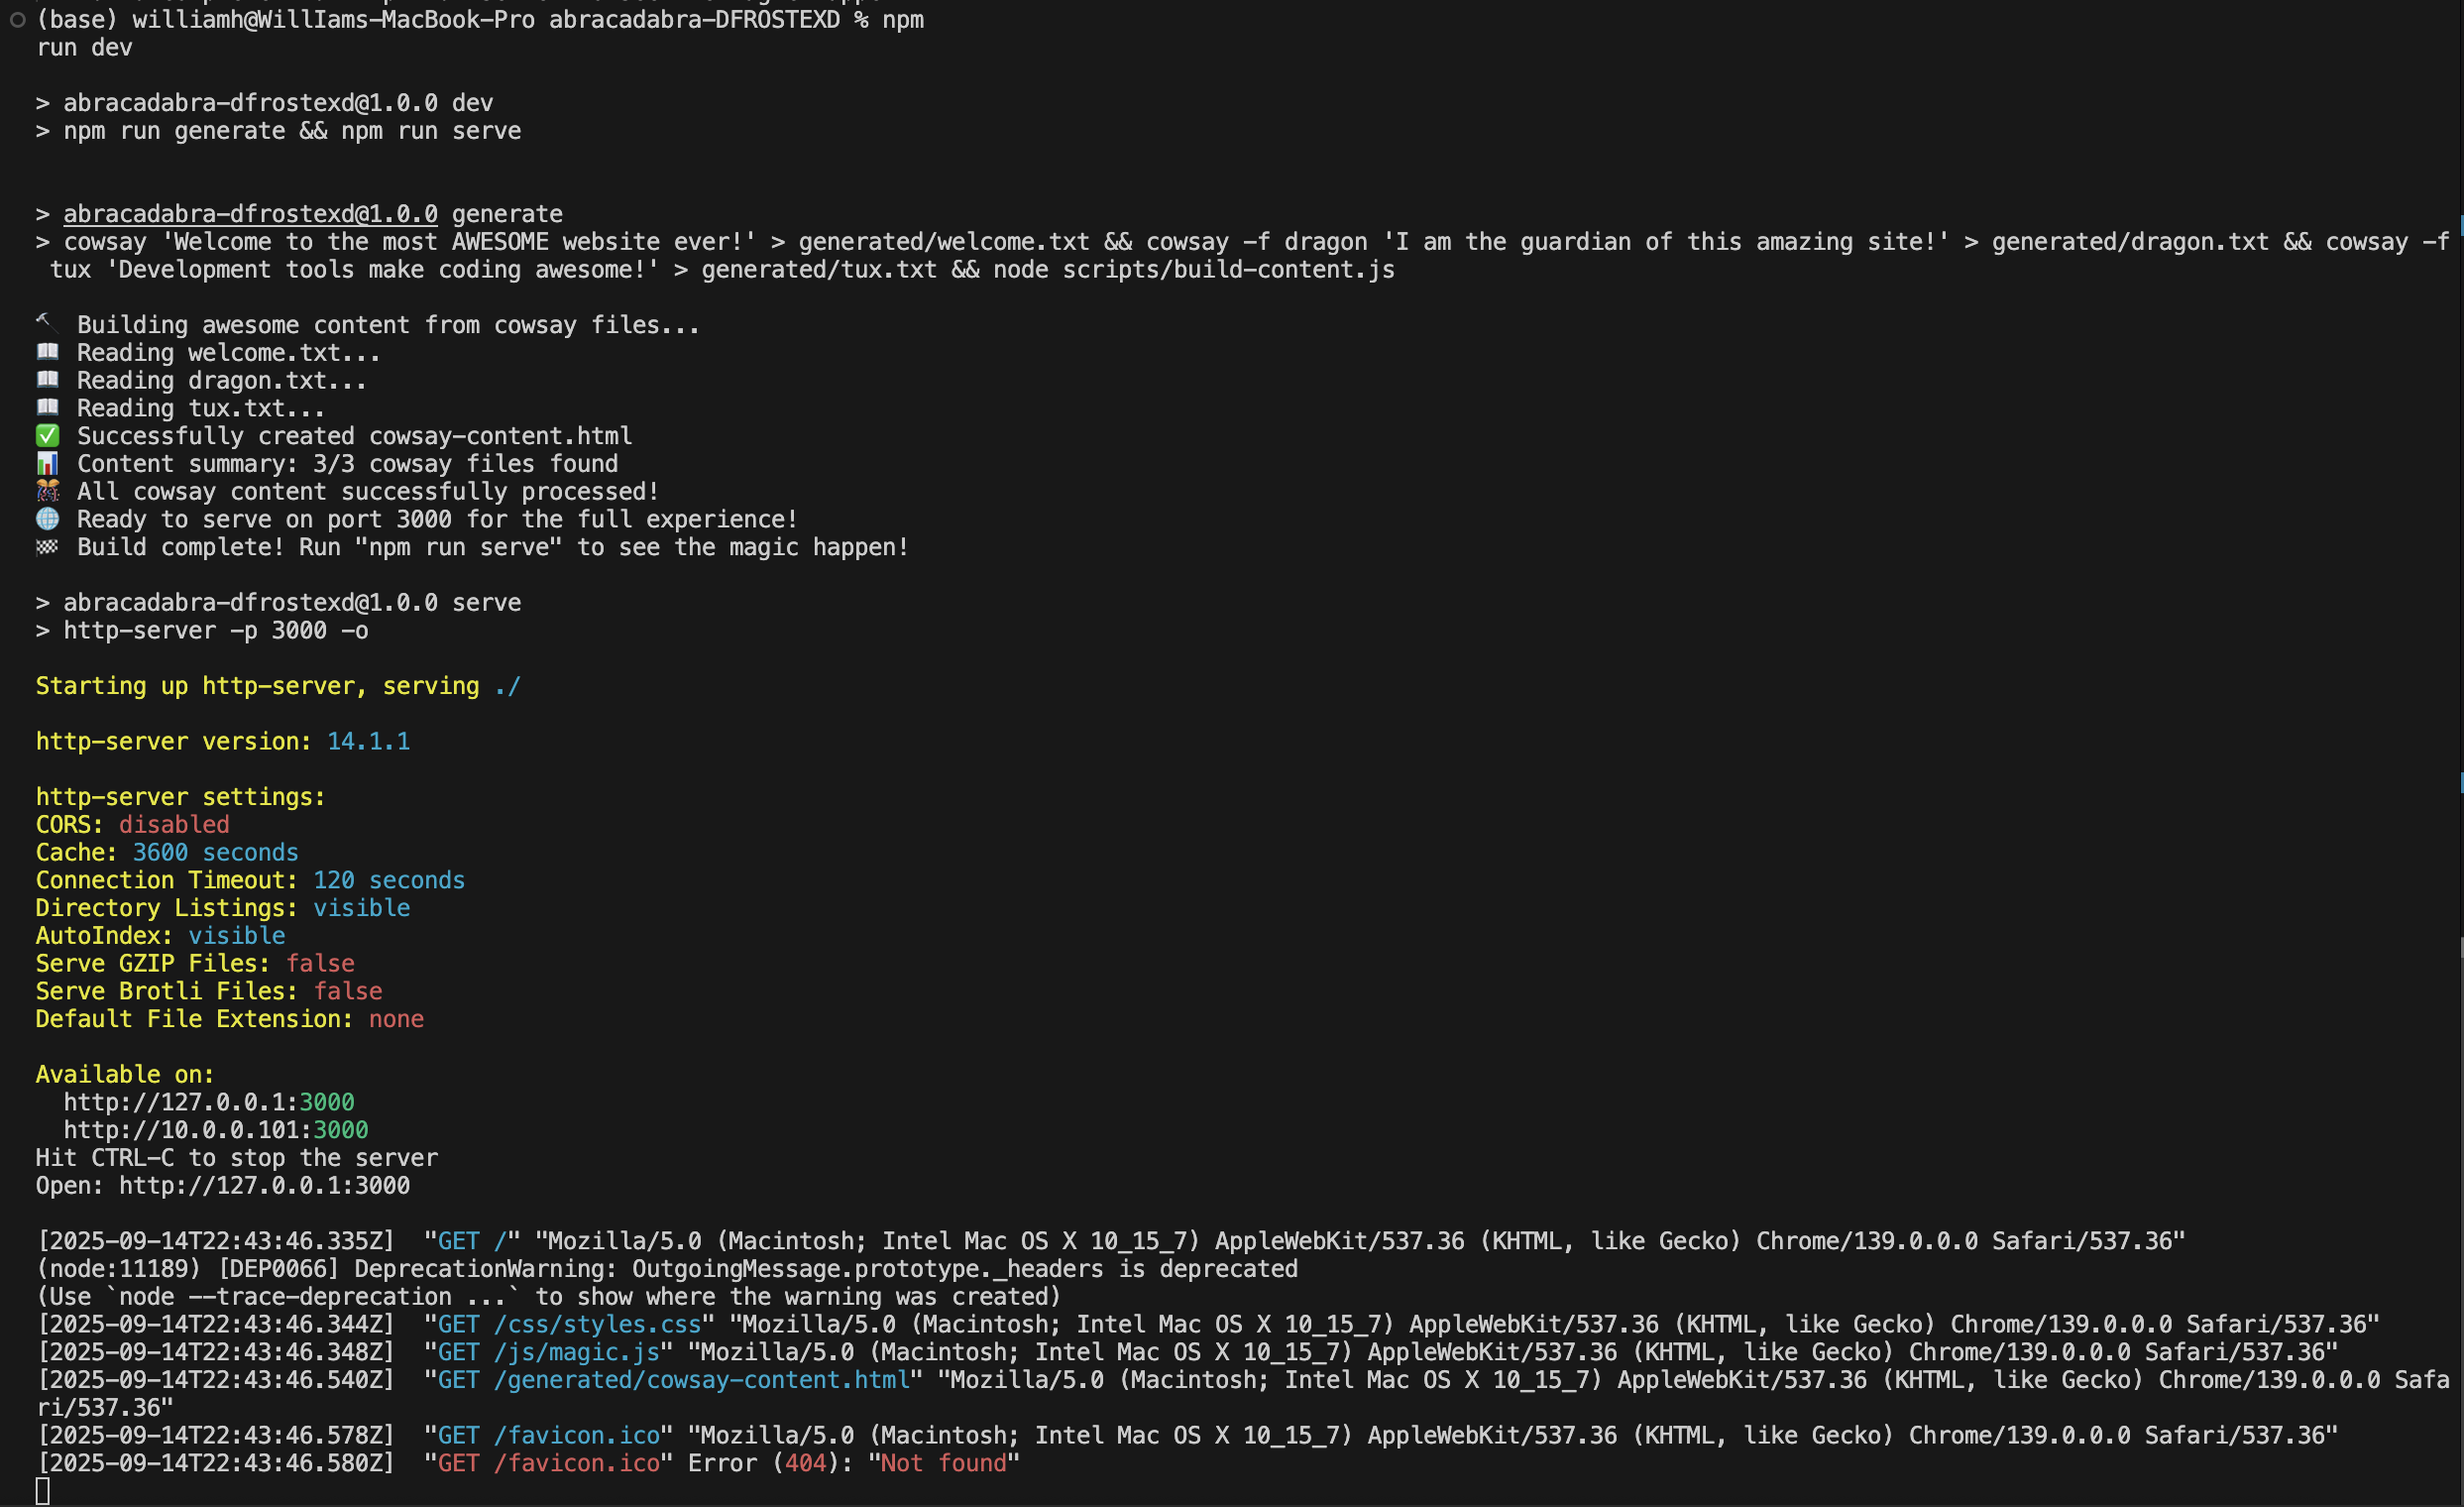 (base) williamh@WillIams-MacBook-Pro abracadabra-DFROSTEXD % npm
run dev
> abracadabra-dfrostexd@1.0.0 dev
> npm run generate && npm run serve
> abracadabra-dfrostexd@1.0.0 generate
> cowsay 'Welcome to the most AWESOME website ever!' > generated/welcome.txt && cowsay -f dragon 'I am the guardian of this amazing site!' > generated/dragon.txt && cowsay -f
tux 'Development tools make coding awesome!' > generated/tux.txt && node scripts/build-content.js
🔨 Building awesome content from cowsay files...
📖 Reading welcome.txt...
📖 Reading dragon.txt...
📖 Reading tux.txt...
✅ Successfully created cowsay-content.html
📊 Content summary: 3/3 cowsay files found
🎊 All cowsay content successfully processed!
🌐 Ready to serve on port 3000 for the full experience!
🏁 Build complete! Run "npm run serve" to see the magic happen!
> abracadabra-dfrostexd@1.0.0 serve
> http-server -p 3000 -o
Starting up http-server, serving ./
http-server version: 14.1.1
http-server settings:
CORS: disabled
Cache: 3600 seconds
Connection Timeout: 120 seconds
Directory Listings: visible
AutoIndex: visible
Serve GZIP Files: false
Serve Brotli Files: false
Default File Extension: none
Available on:
http://127.0.0.1:3000
http://10.0.0.101:3000
Hit CTRL-C to stop the server
Open: http://127.0.0.1:3000
[2025-09-14T22:43:46.335Z]  "GET /" "Mozilla/5.0 (Macintosh; Intel Mac OS X 10_15_7) AppleWebKit/537.36 (KHTML, like Gecko) Chrome/139.0.0.0 Safari/537.36"
(node:11189) [DEP0066] DeprecationWarning: OutgoingMessage.prototype._headers is deprecated
(Use `node --trace-deprecation ...` to show where the warning was created)
[2025-09-14T22:43:46.344Z]  "GET /css/styles.css" "Mozilla/5.0 (Macintosh; Intel Mac OS X 10_15_7) AppleWebKit/537.36 (KHTML, like Gecko) Chrome/139.0.0.0 Safari/537.36"
[2025-09-14T22:43:46.348Z]  "GET /js/magic.js" "Mozilla/5.0 (Macintosh; Intel Mac OS X 10_15_7) AppleWebKit/537.36 (KHTML, like Gecko) Chrome/139.0.0.0 Safari/537.36"
[2025-09-14T22:43:46.540Z]  "GET /generated/cowsay-content.html" "Mozilla/5.0 (Macintosh; Intel Mac OS X 10_15_7) AppleWebKit/537.36 (KHTML, like Gecko) Chrome/139.0.0.0 Safa
ri/537.36"
[2025-09-14T22:43:46.578Z]  "GET /favicon.ico" "Mozilla/5.0 (Macintosh; Intel Mac OS X 10_15_7) AppleWebKit/537.36 (KHTML, like Gecko) Chrome/139.0.0.0 Safari/537.36"
[2025-09-14T22:43:46.580Z]  "GET /favicon.ico" Error (404): "Not found"